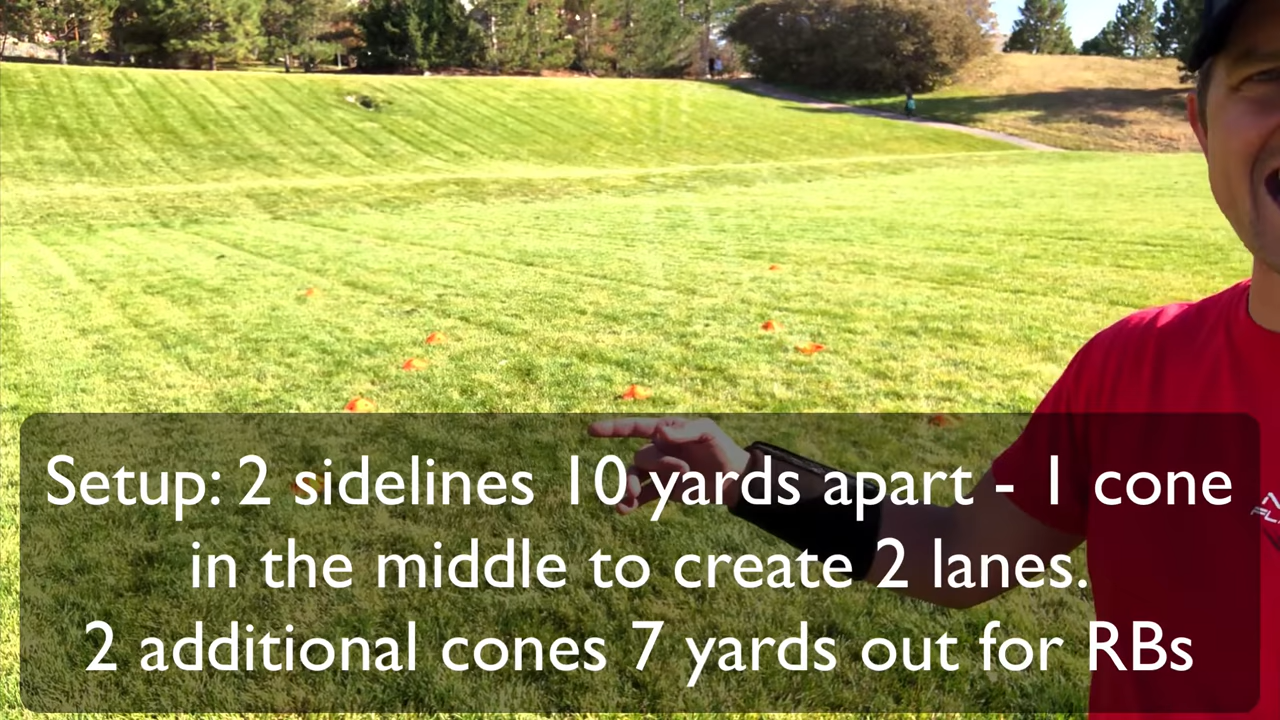 Setup: 2 sidelines 10 yards apart - 1 cone
in the middle to create 2 lanes.
2 additional cones 7 yards out for RBs